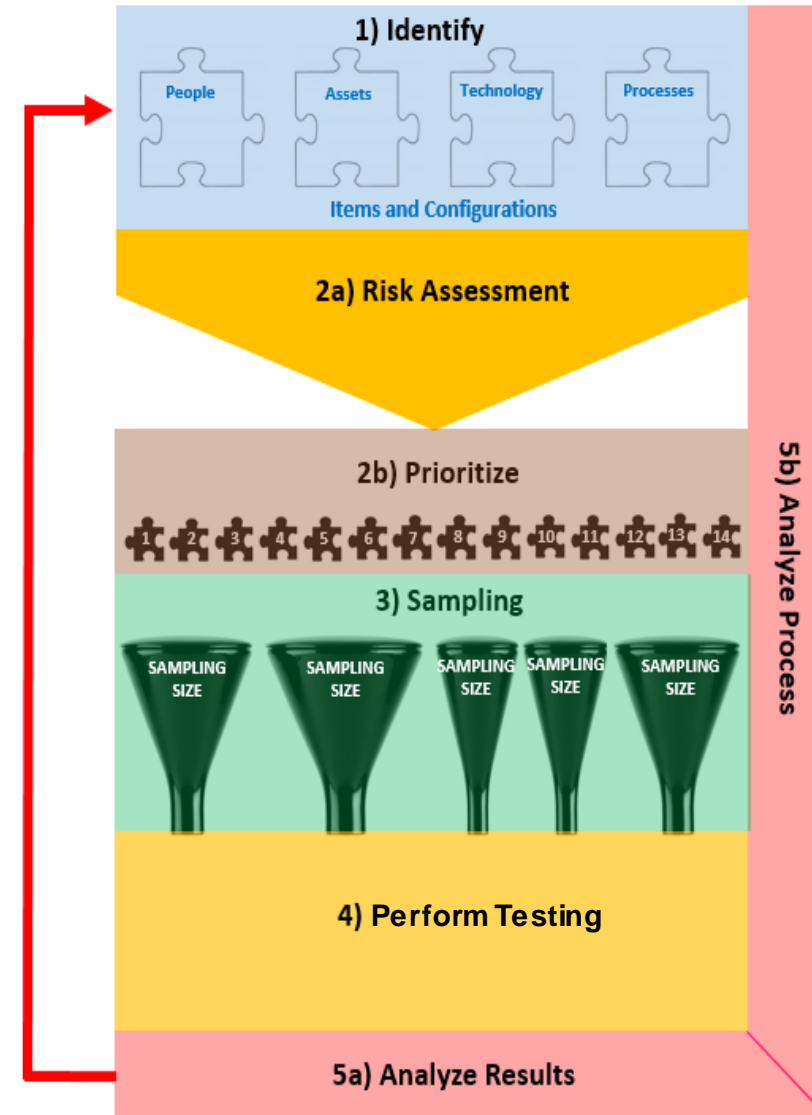 1) Identify
People
Assets
Technology
Processes
Items and Configurations
2a) Risk Assessment
2b) Prioritize
1 2 3 4 5 6 7 8 9 10 11 12 13 14
3) Sampling
SAMPLING
SIZE
SAMPLING
SIZE
SAMPLING
SIZE
SAMPLING
SIZE
SAMPLING
SIZE
4) Perform Testing
5a) Analyze Results
5b) Analyze Process